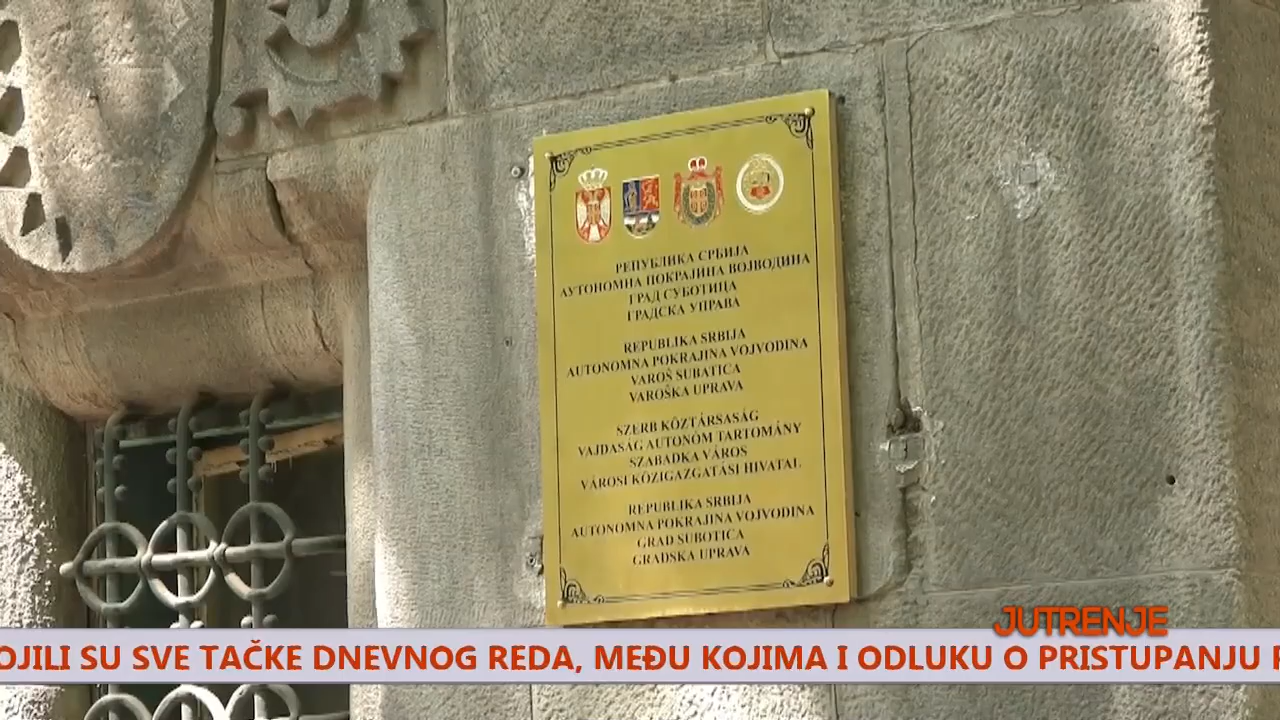 РЕПУБЛИКА СРБИЈА
АУТОНОМНА ПОКРАЈИНА ВОЈВОДИНА
ГРАД СУБОТИЦА
ГРАДСКА УПРАВА
REPUBLIKA SRBIJA
AUTONOMNA POKRAJINA VOJVODINA
VAROŠ SUBATICA
VAROŠKA UPRAVA
SZERB KÖZTÁRSASÁG
VAJDASÁG AUTONÓM TARTOMÁNY
SZABADKA VÁROS
VÁROSI KÖZIGAZGATÁSI HIVATAL
REPUBLIKA SRBIJA
AUTONOMNA POKRAJINA VOJVODINA
GRAD SUBOTICA
GRADSKA UPRAVA
JUTRENJE
OJILI SU SVE TAČKE DNEVNOG REDA, MEĐU KOJIMA I ODLUKU O PRISTUPANJU